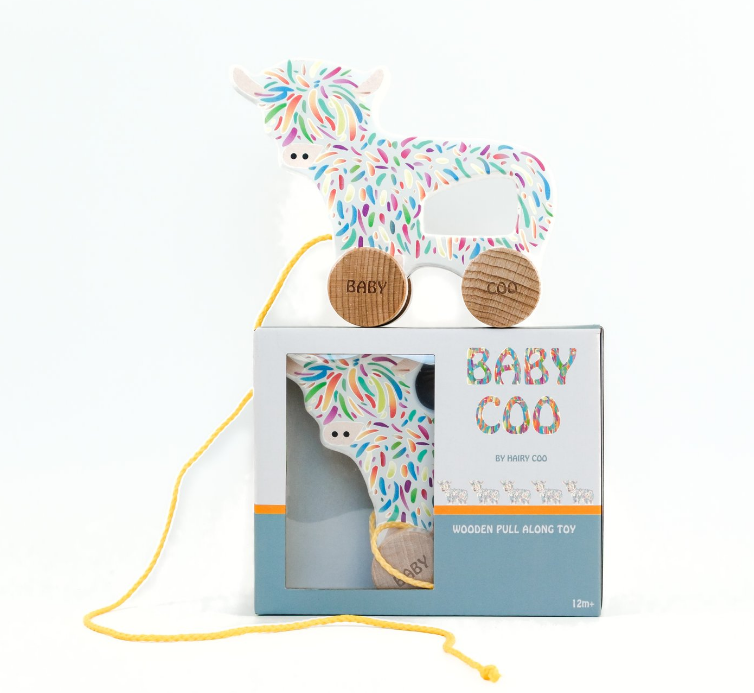 BABY
COO
BABY
COO
BY HAIRY COO
WOODEN PULL ALONG TOY
BABY
12m+